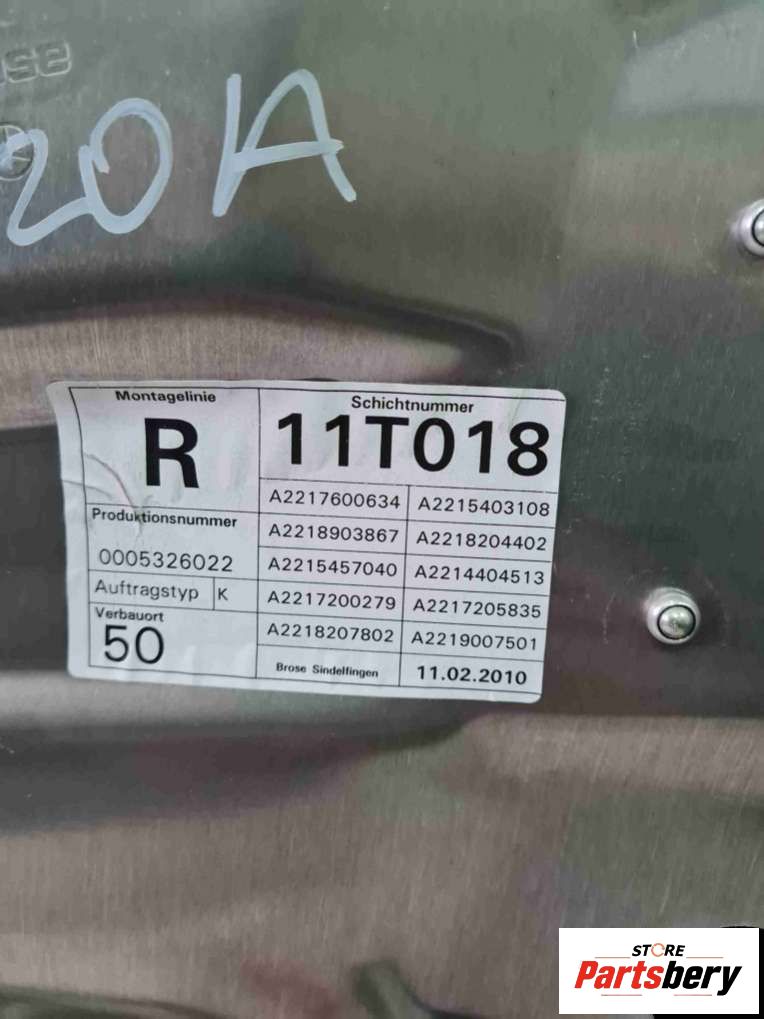 20A
Montagelinie
R
Schichtnummer
11T018
Produktionsnummer
0005326022
Auftragstyp K
Verbauort
50
A2217600634 A2215403108
A2218903867 A2218204402
A2215457040 A2214404513
A2217200279 A2217205835
A2218207802 A2219007501
Brose Sindelfingen 11.02.2010
STORE
Partsbery